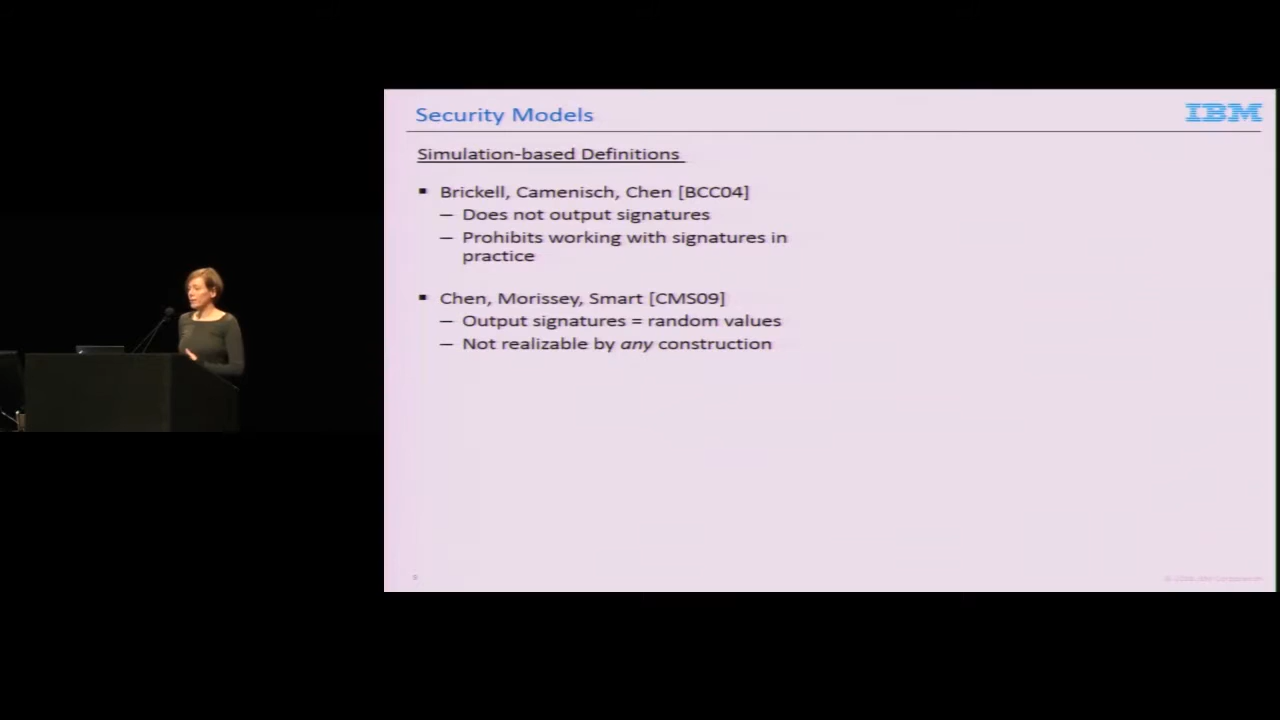 Security Models
IBM
Simulation-based Definitions
▪ Brickell, Camenisch, Chen [BCC04]
– Does not output signatures
– Prohibits working with signatures in
practice
▪ Chen, Morissey, Smart [CMS09]
– Output signatures = random values
– Not realizable by any construction
9